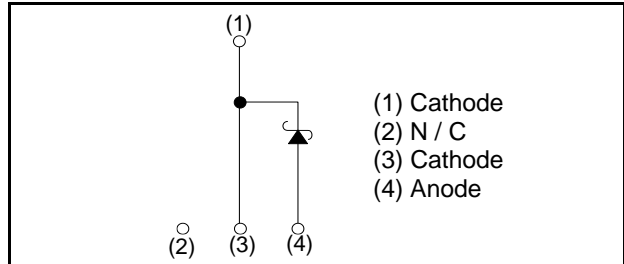 (1)
(1) Cathode
(2) N / C
(3) Cathode
(4) Anode
(2) (3) (4)